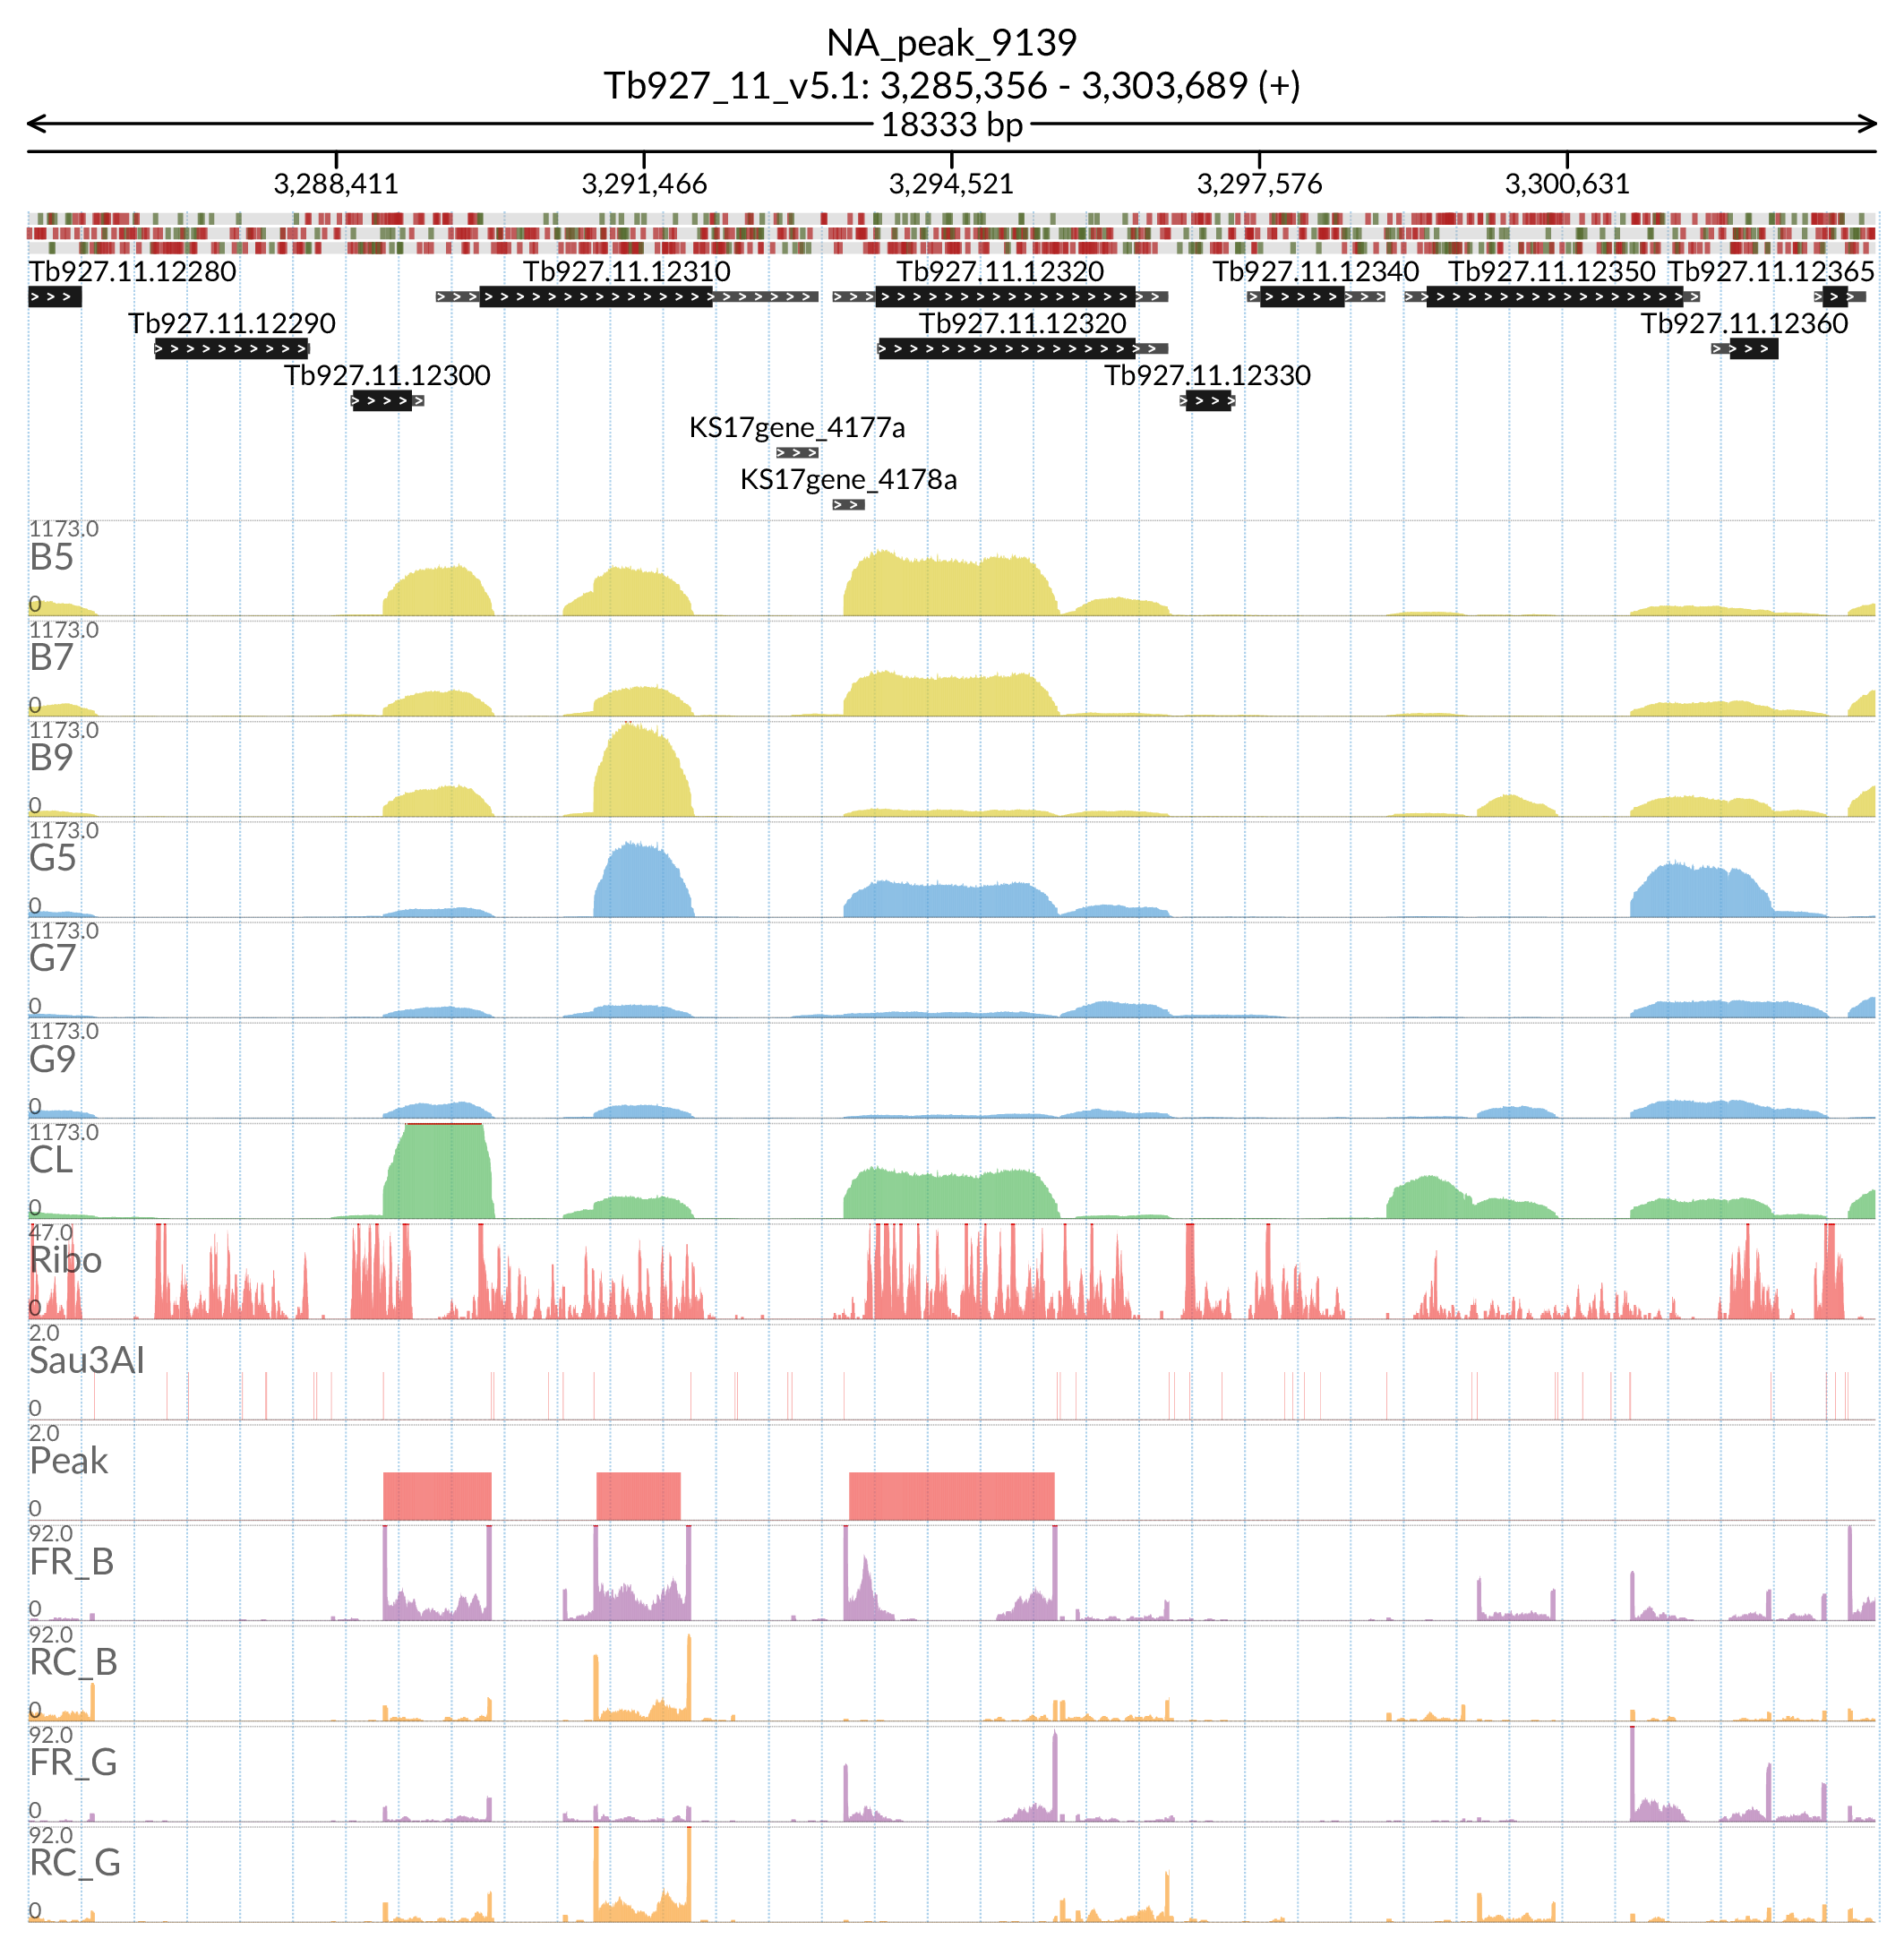 NA_peak_9139
Tb927_11_v5.1: 3,285,356 - 3,303,689 (+)
18333 bp
3,288,411 3,291,466 3,294,521 3,297,576 3,300,631
Tb927.11.12280 Tb927.11.12310 Tb927.11.12320 Tb927.11.12340 Tb927.11.12350 Tb927.11.12365
Tb927.11.12290 Tb927.11.12320 Tb927.11.12360
Tb927.11.12300 Tb927.11.12330
KS17gene_4177a
KS17gene_4178a
1173.0
B5
0
1173.0
B7
0
1173.0
B9
0
1173.0
G5
0
1173.0
G7
0
1173.0
G9
0
1173.0
CL
0
47.0
Ribo
0
2.0
Sau3AI
0
2.0
Peak
0
92.0
FR_B
0
92.0
RC_B
0
92.0
FR_G
0
92.0
RC_G
0